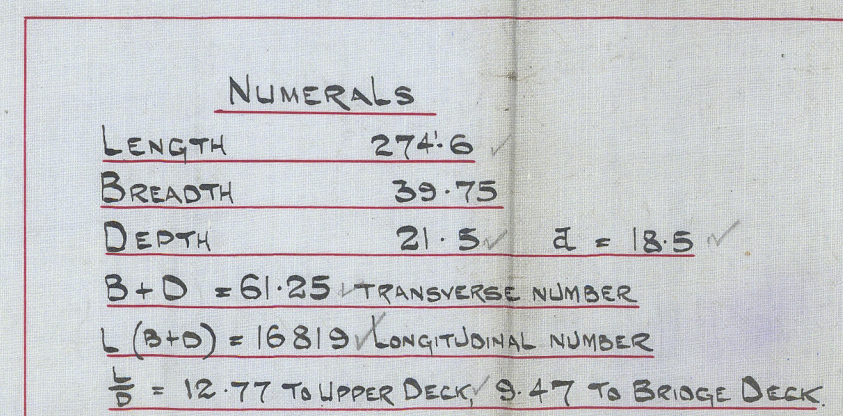 NUMERALS
LENGTH 274'.6
BREADTH 39.75
DEPTH 21.5 d̄ = 18.5
B+D = 61.25 TRANSVERSE NUMBER
L (B+D) = 16819 LONGITUDINAL NUMBER
L/D = 12.77 TO UPPER DECK, 9.47 TO BRIDGE DECK.